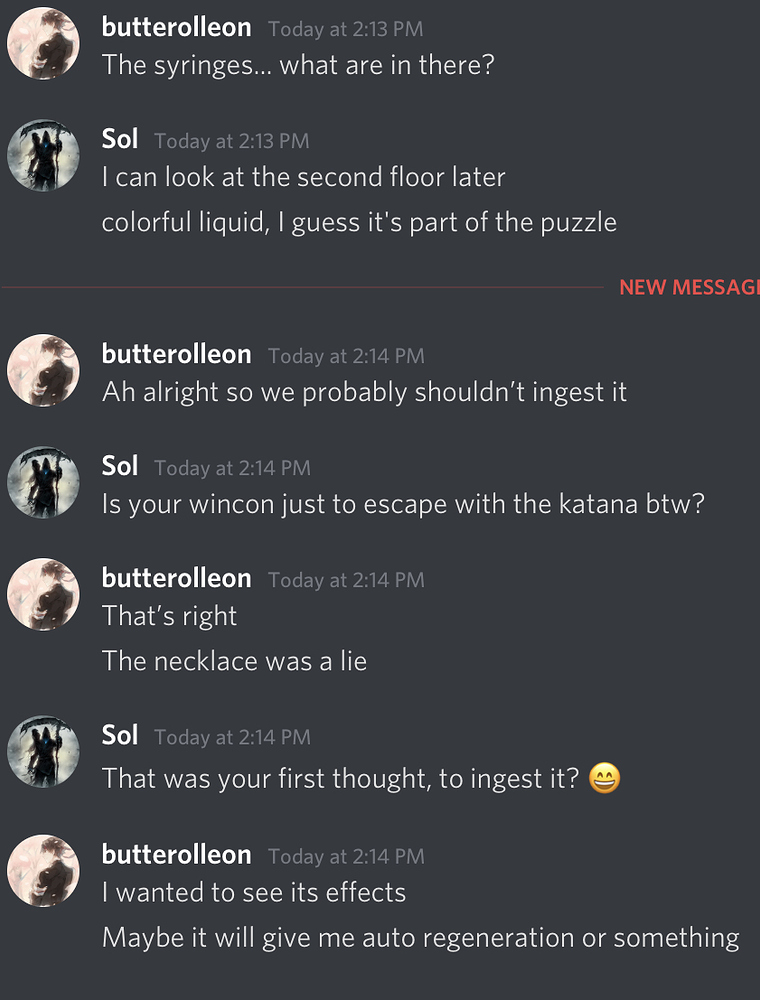 butterolleon Today at 2:13 PM
The syringes... what are in there?
Sol Today at 2:13 PM
I can look at the second floor later
colorful liquid, I guess it's part of the puzzle
NEW MESSAG
butterolleon Today at 2:14 PM
Ah alright so we probably shouldn’t ingest it
Sol Today at 2:14 PM
Is your wincon just to escape with the katana btw?
butterolleon Today at 2:14 PM
That’s right
The necklace was a lie
Sol Today at 2:14 PM
That was your first thought, to ingest it? 😄
butterolleon Today at 2:14 PM
I wanted to see its effects
Maybe it will give me auto regeneration or something